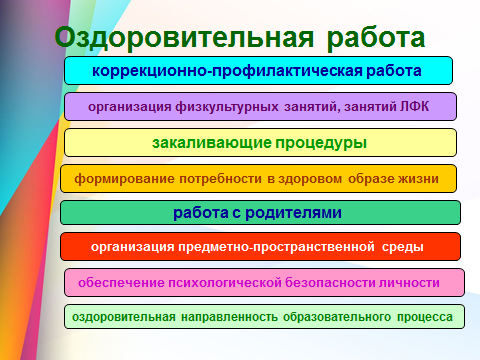 Оздоровительная работа
коррекционно-профилактическая работа
организация физкультурных занятий, занятий ЛФК
закаливающие процедуры
формирование потребности в здоровом образе жизни
работа с родителями
организация предметно-пространственной среды
обеспечение психологической безопасности личности
оздоровительная направленность образовательного процесса